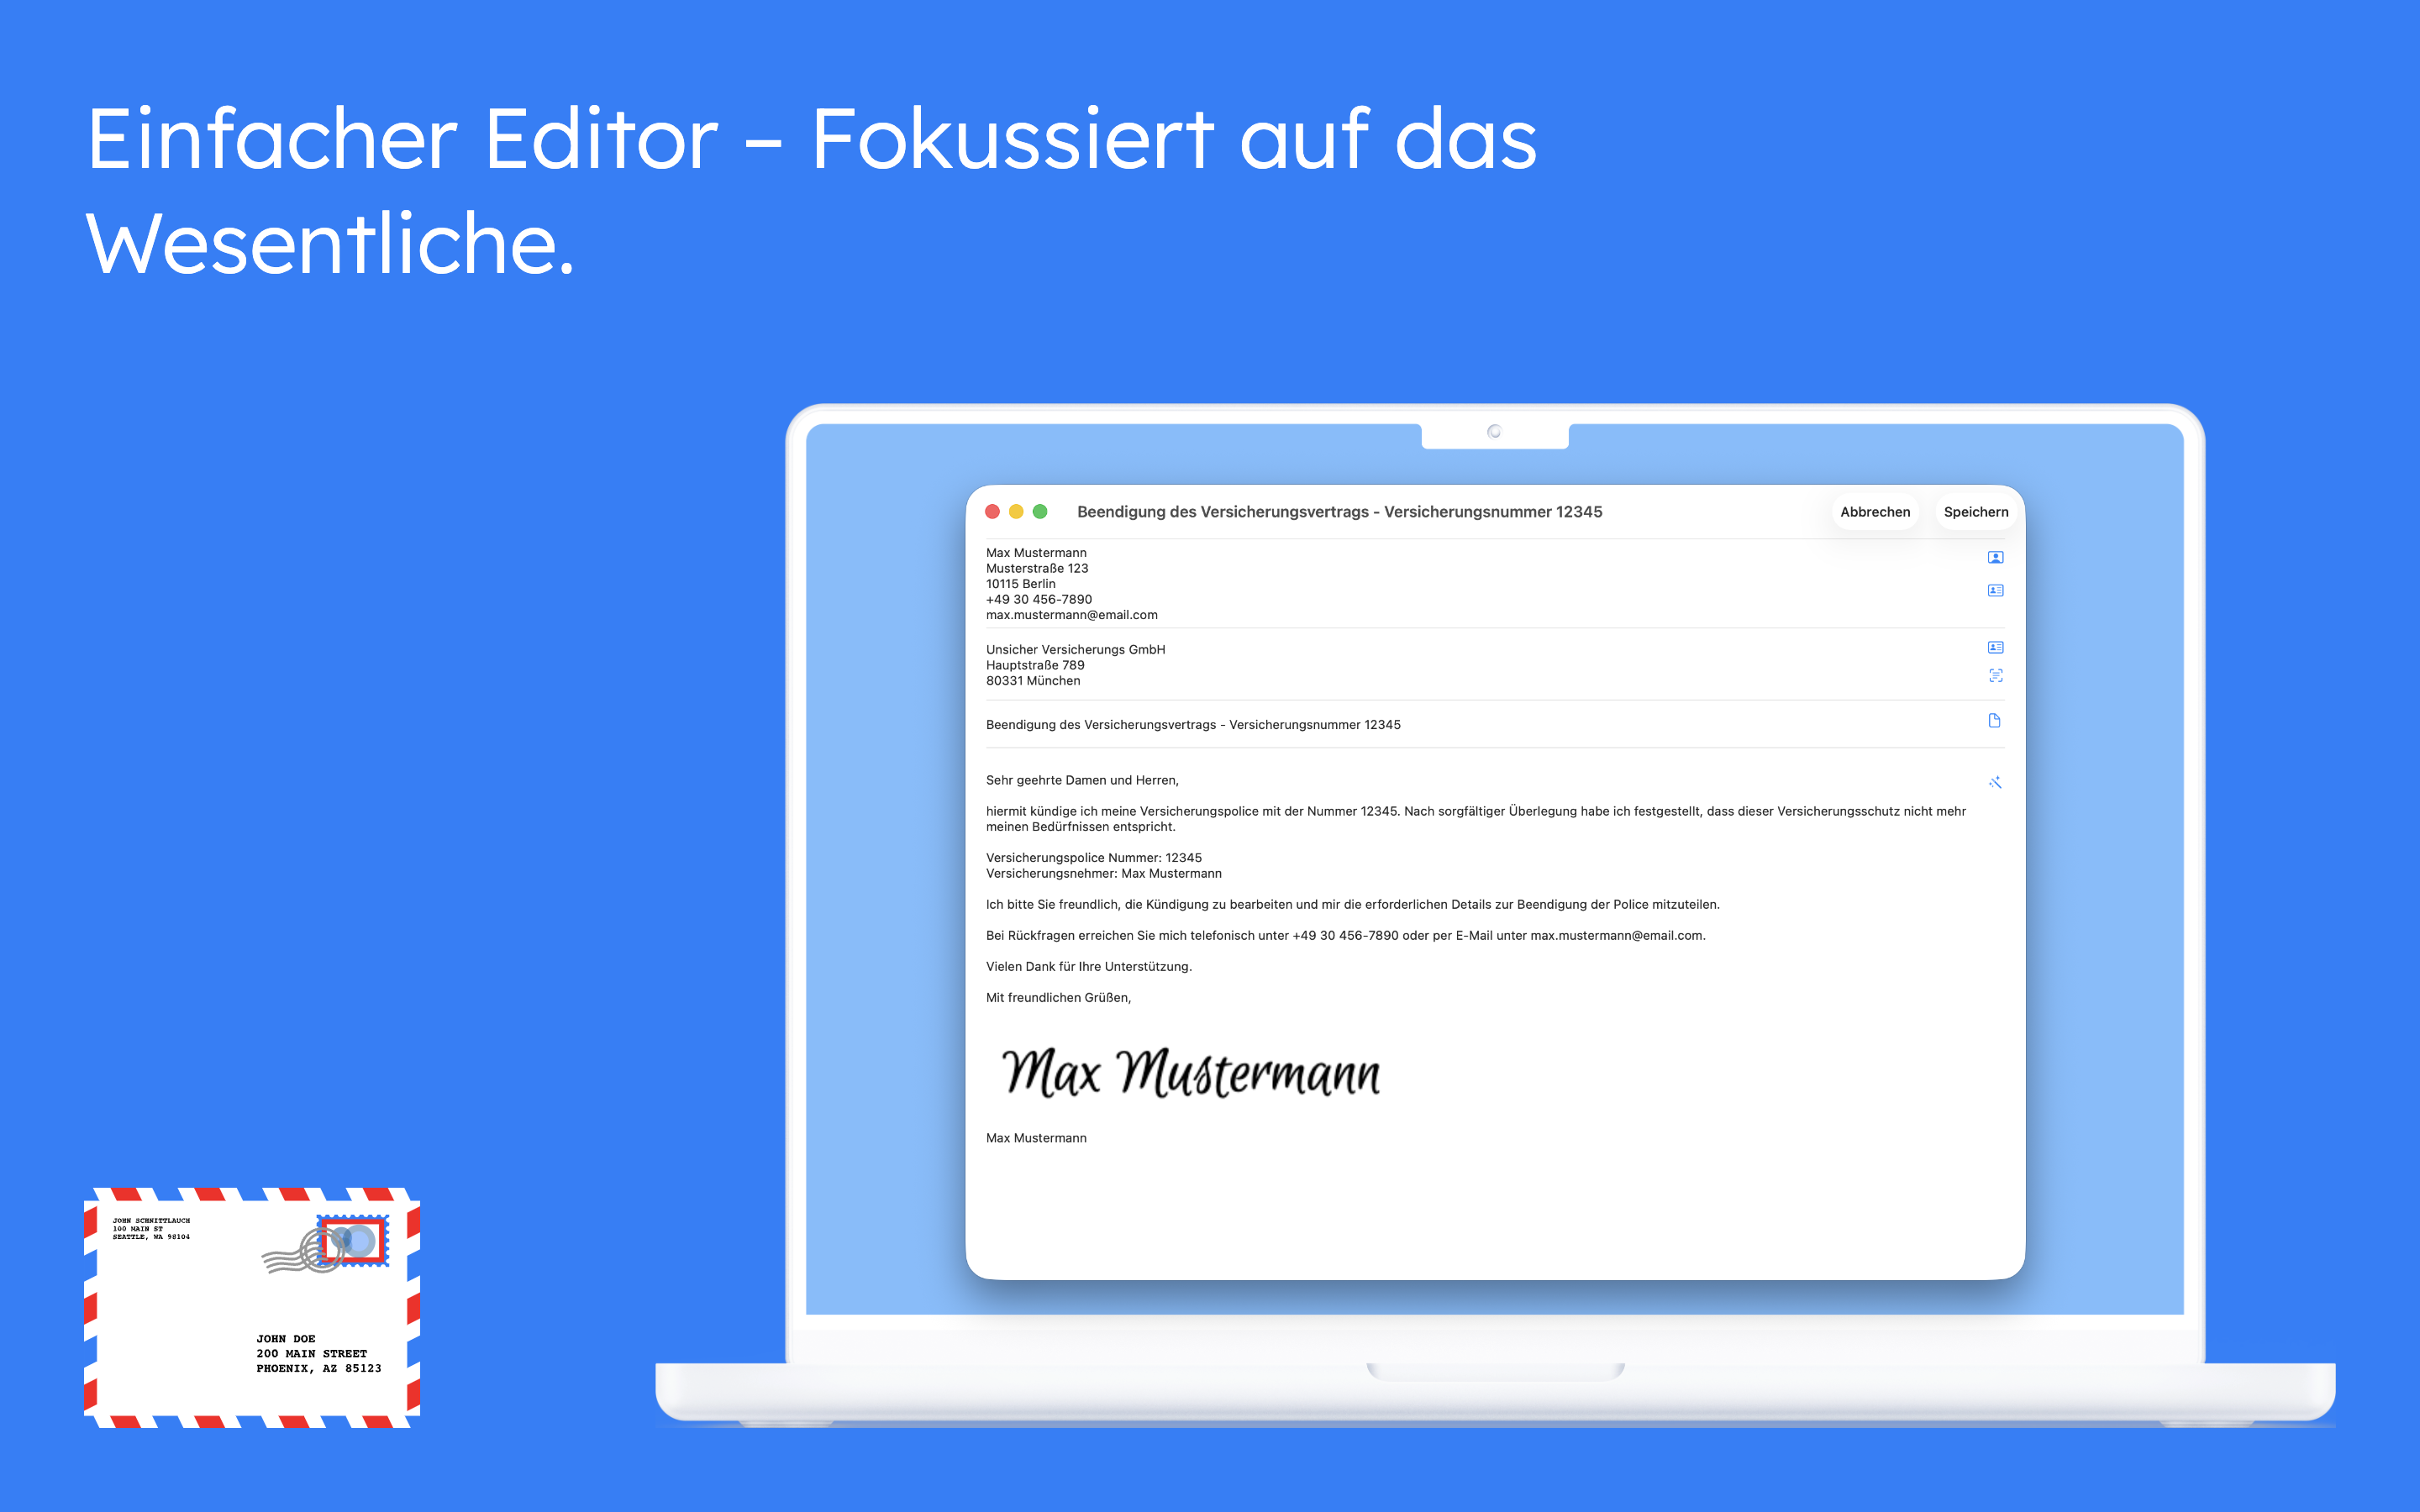 Einfacher Editor – Fokussiert auf das
Wesentliche.
Beendigung des Versicherungsvertrags - Versicherungsnummer 12345
Abbrechen
Speichern
Max Mustermann
Musterstraße 123
10115 Berlin
+49 30 456-7890
max.mustermann@email.com
Unsicher Versicherungs GmbH
Hauptstraße 789
80331 München
Beendigung des Versicherungsvertrags - Versicherungsnummer 12345
Sehr geehrte Damen und Herren,
hiermit kündige ich meine Versicherungspolice mit der Nummer 12345. Nach sorgfältiger Überlegung habe ich festgestellt, dass dieser Versicherungsschutz nicht mehr
meinen Bedürfnissen entspricht.
Versicherungspolice Nummer: 12345
Versicherungsnehmer: Max Mustermann
Ich bitte Sie freundlich, die Kündigung zu bearbeiten und mir die erforderlichen Details zur Beendigung der Police mitzuteilen.
Bei Rückfragen erreichen Sie mich telefonisch unter +49 30 456-7890 oder per E-Mail unter max.mustermann@email.com.
Vielen Dank für Ihre Unterstützung.
Mit freundlichen Grüßen,
Max Mustermann
Max Mustermann
JOHN SCHNITTLAUCH
100 MAIN ST
SEATTLE, WA 98104
JOHN DOE
200 MAIN STREET
PHOENIX, AZ 85123